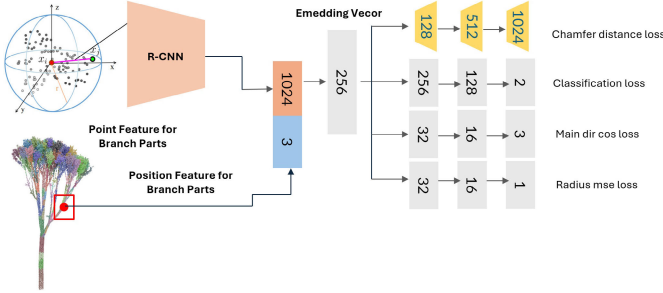 z
x
y
R-CNN
Point Feature for
Branch Parts
Position Feature for
Branch Parts
1024
3
Emedding Vecor
256
128
512
1024
Chamfer distance loss
256
128
2
Classification loss
32
16
3
Main dir cos loss
32
16
1
Radius mse loss